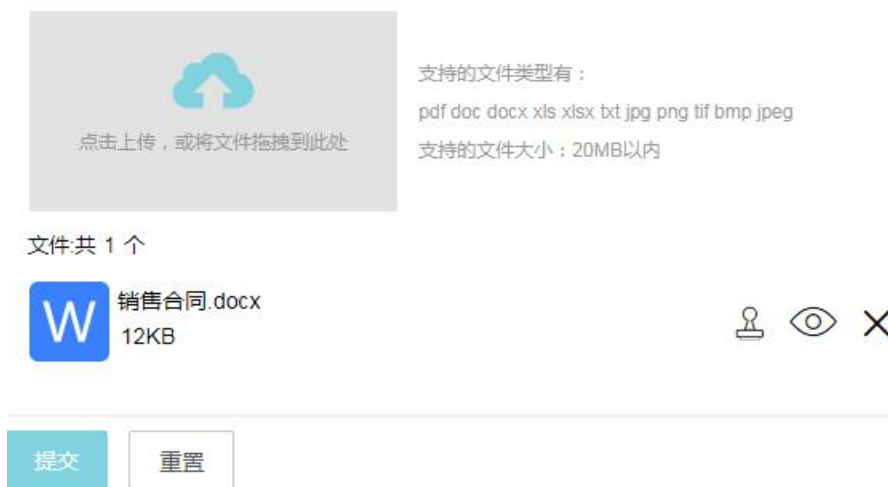 点击上传，或将文件拖拽到此处
支持的文件类型有：
pdf doc docx xls xlsx txt jpg png tif bmp jpeg
支持的文件大小：20MB以内
文件:共 1 个
W
销售合同.docx
12KB
提交
重置